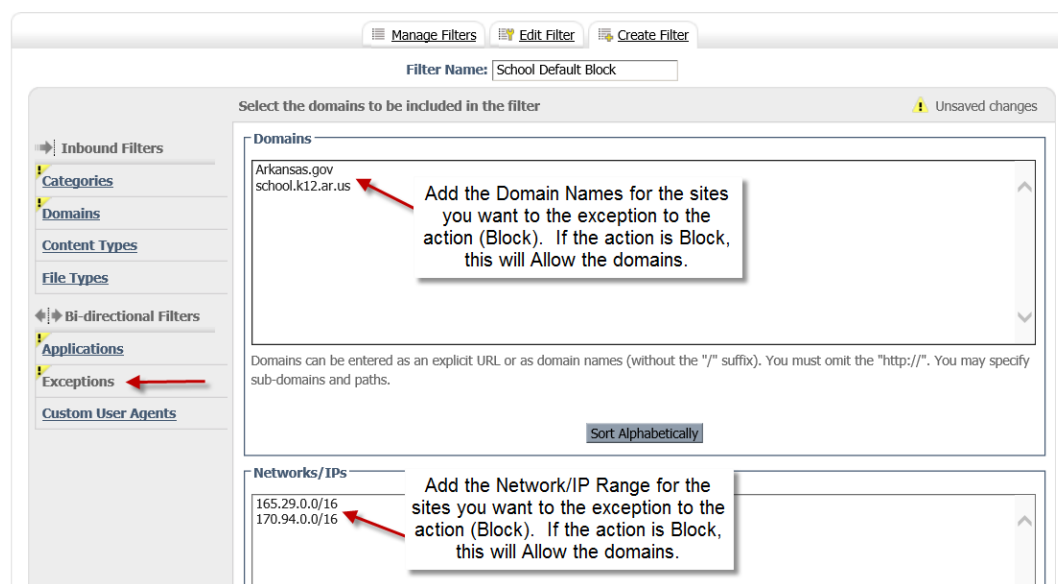 Manage Filters Edit Filter Create Filter
Filter Name: School Default Block
Select the domains to be included in the filter
! Unsaved changes
Inbound Filters
! Categories
! Domains
Content Types
File Types
Bi-directional Filters
! Applications
! Exceptions
Custom User Agents
Domains
Arkansas.gov
school.k12.ar.us
Add the Domain Names for the sites
you want to the exception to the
action (Block). If the action is Block,
this will Allow the domains.
Domains can be entered as an explicit URL or as domain names (without the "/" suffix). You must omit the "http://". You may specify
sub-domains and paths.
Sort Alphabetically
Networks/IPs
165.29.0.0/16
170.94.0.0/16
Add the Network/IP Range for the
sites you want to the exception to the
action (Block). If the action is Block,
this will Allow the domains.